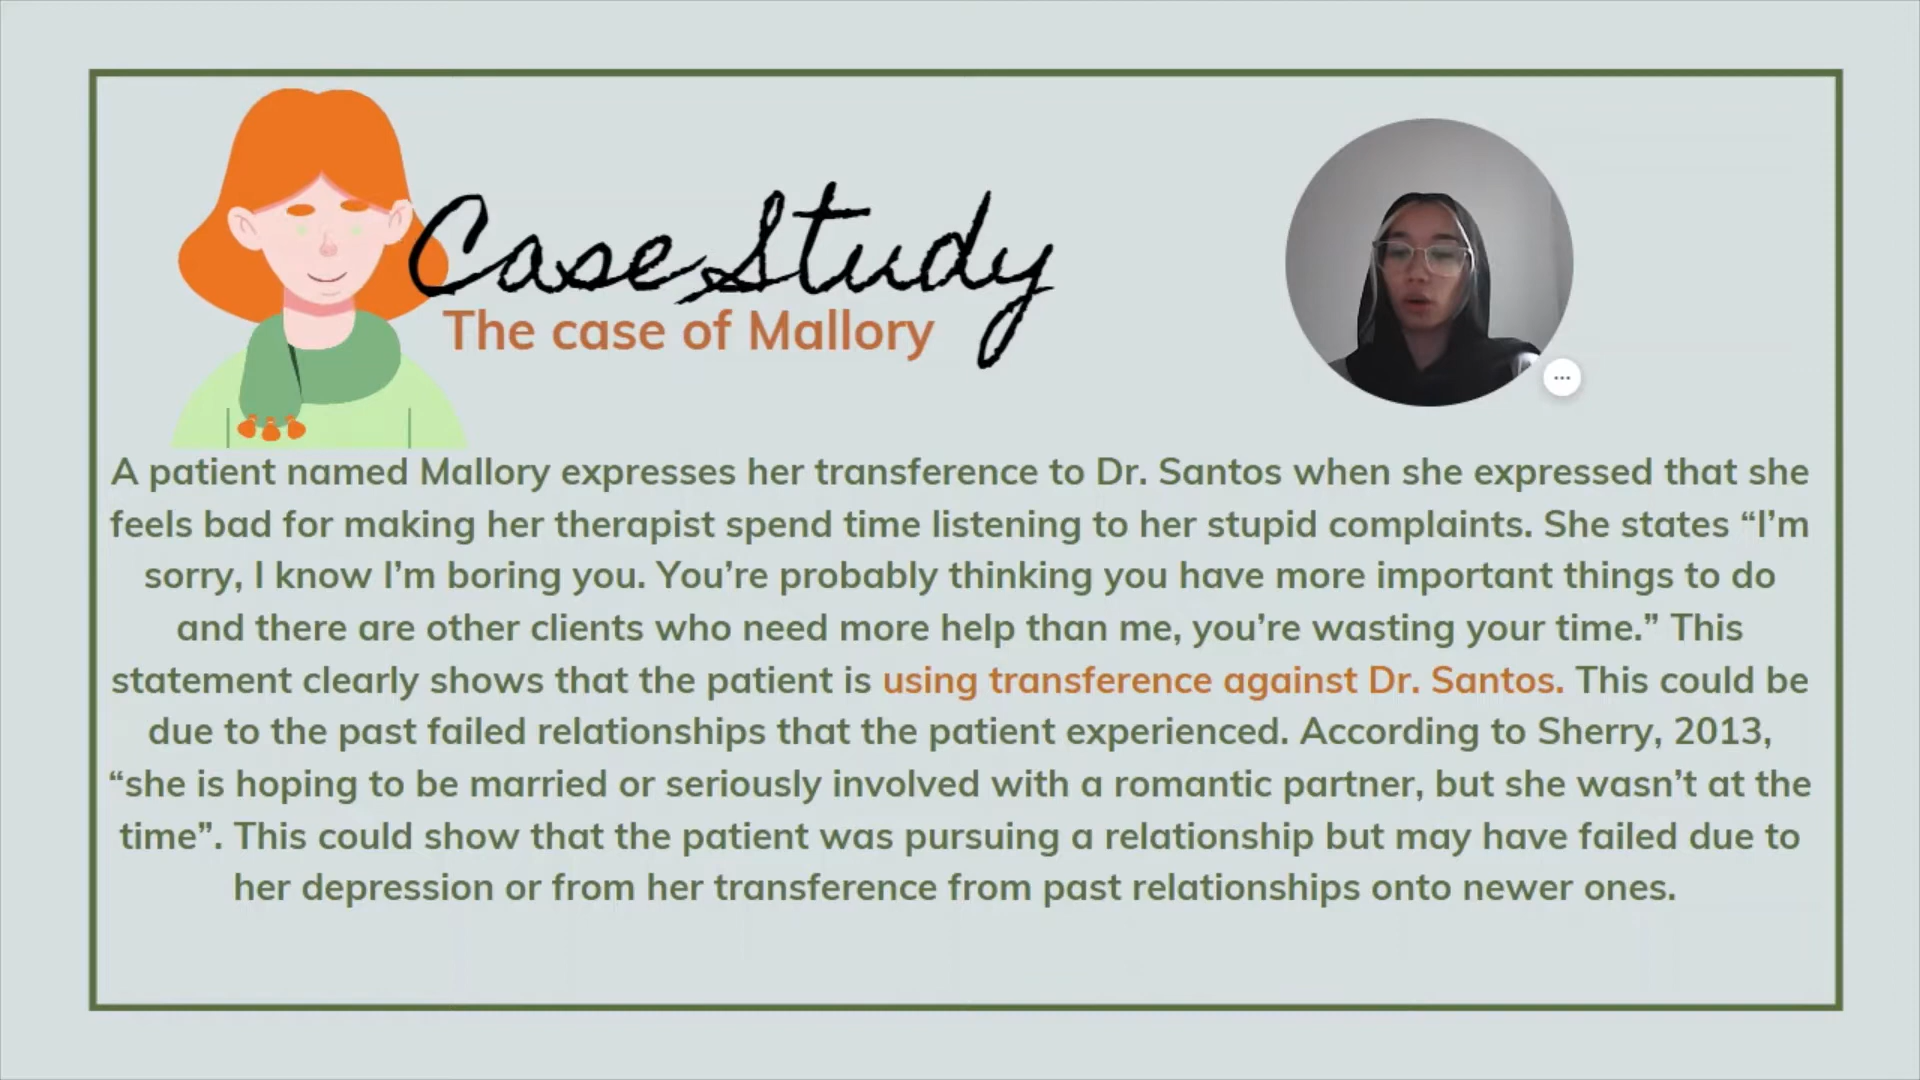 Case Study
The case of Mallory
A patient named Mallory expresses her transference to Dr. Santos when she expressed that she
feels bad for making her therapist spend time listening to her stupid complaints. She states “I’m
sorry, I know I’m boring you. You’re probably thinking you have more important things to do
and there are other clients who need more help than me, you’re wasting your time.” This
statement clearly shows that the patient is using transference against Dr. Santos. This could be
due to the past failed relationships that the patient experienced. According to Sherry, 2013,
“she is hoping to be married or seriously involved with a romantic partner, but she wasn’t at the
time”. This could show that the patient was pursuing a relationship but may have failed due to
her depression or from her transference from past relationships onto newer ones.